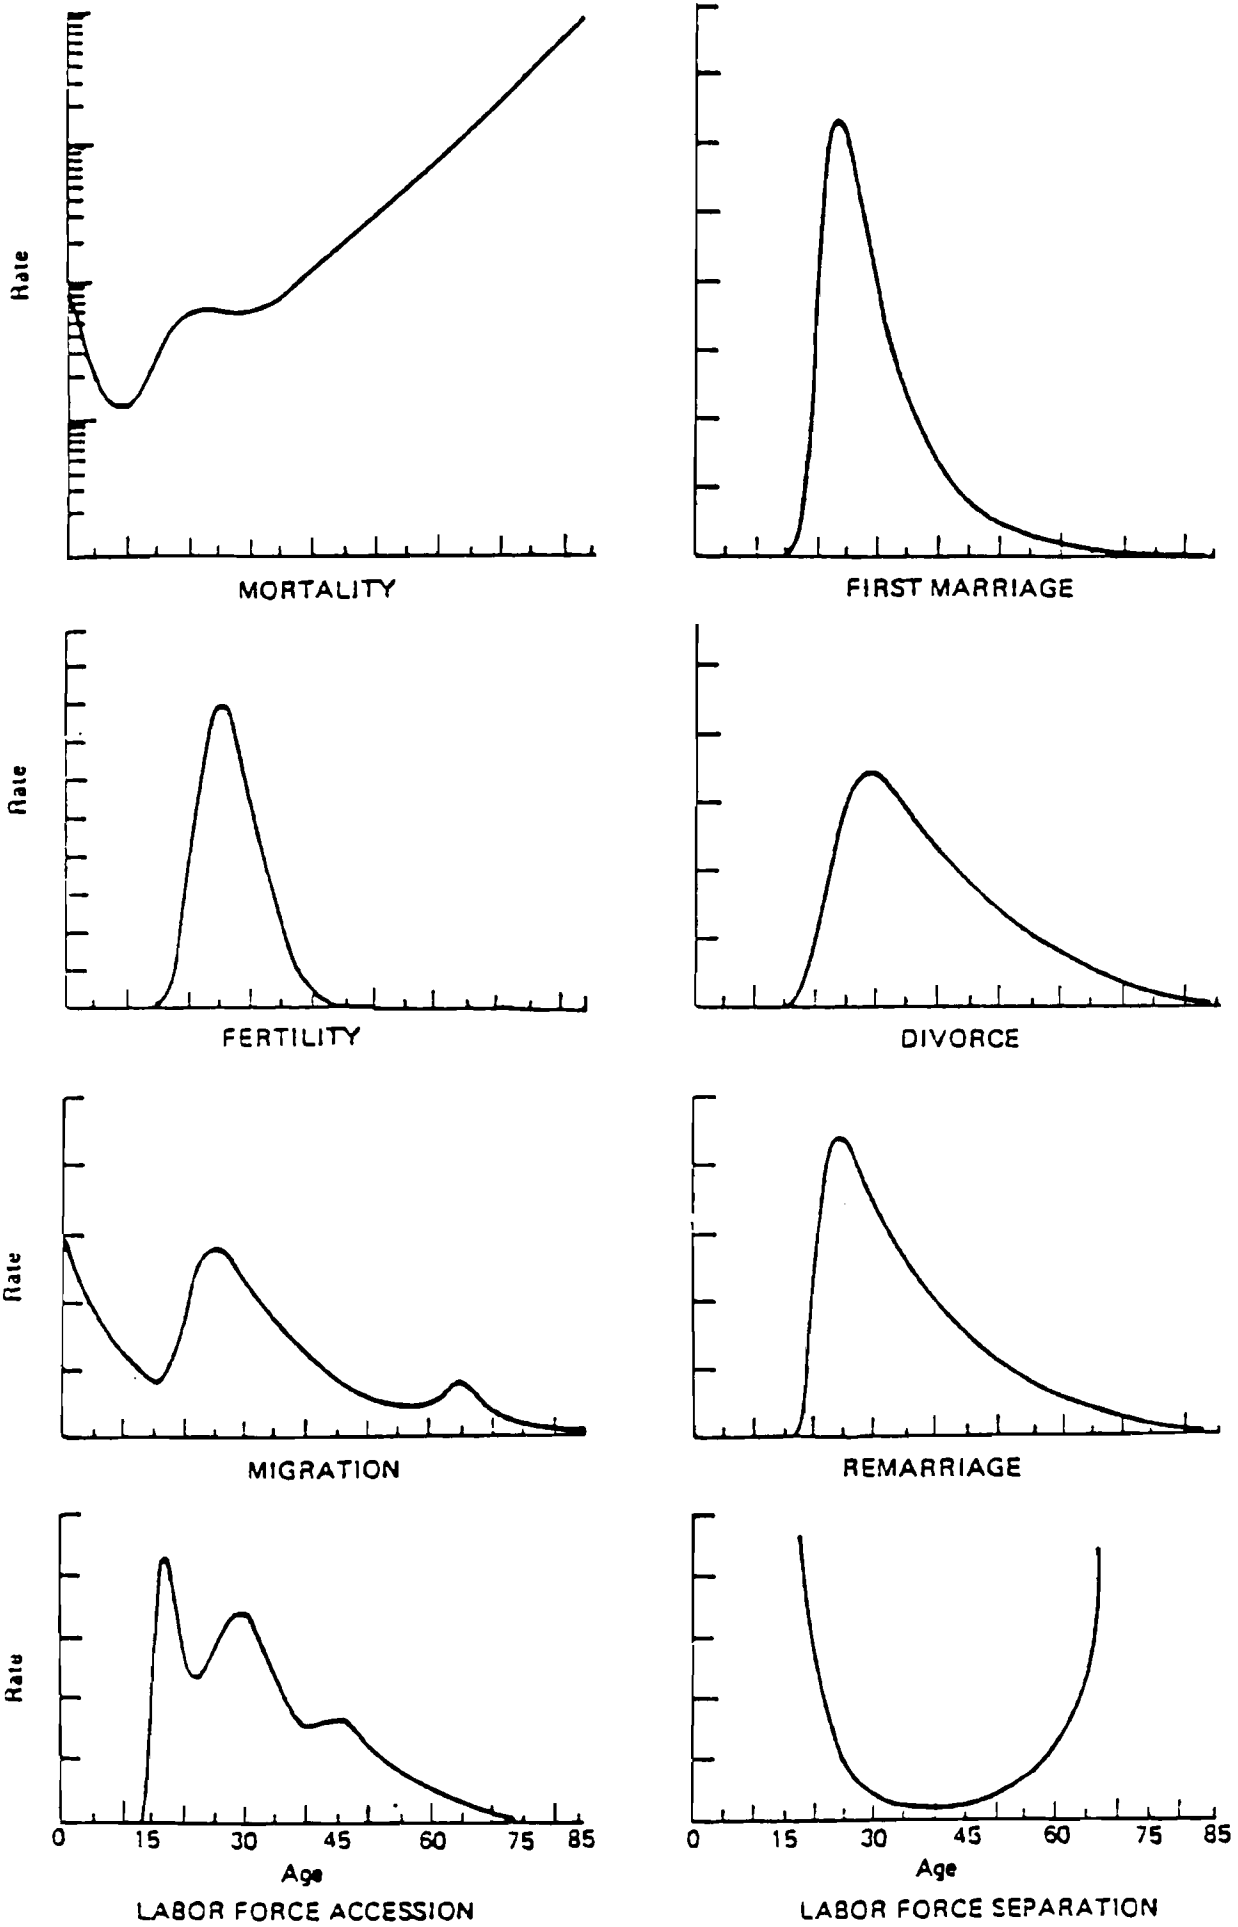 Rate
MORTALITY
FIRST MARRIAGE
Rate
FERTILITY
DIVORCE
Rate
MIGRATION
REMARRIAGE
Rate
0 15 30 45 60 75 85
Age
LABOR FORCE ACCESSION
0 15 30 45 60 75 85
Age
LABOR FORCE SEPARATION